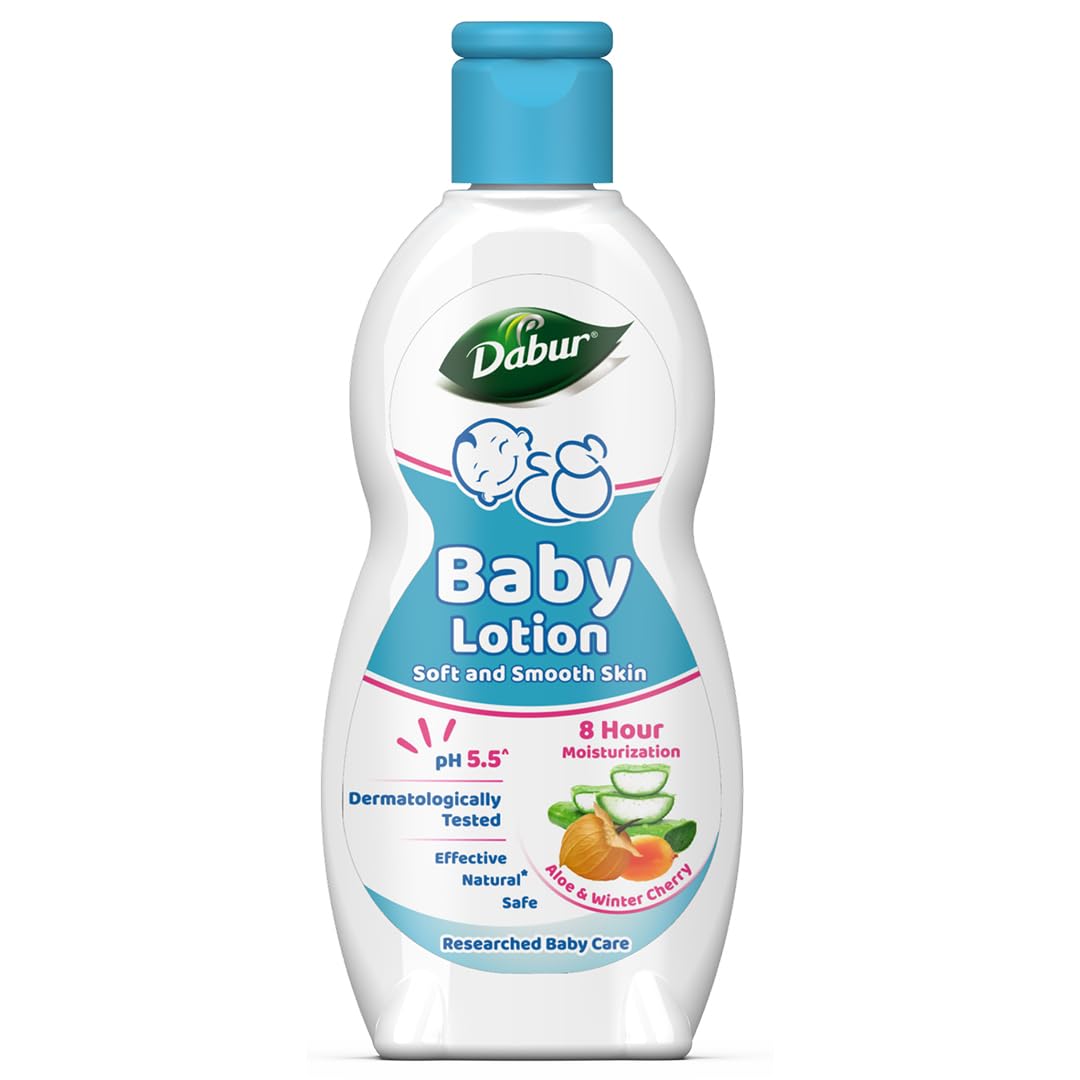 Dabur®
Baby
Lotion
Soft and Smooth Skin
pH 5.5^
Dermatologically
Tested
Effective
Natural*
Safe
8 Hour
Moisturization
Aloe & Winter Cherry
Researched Baby Care